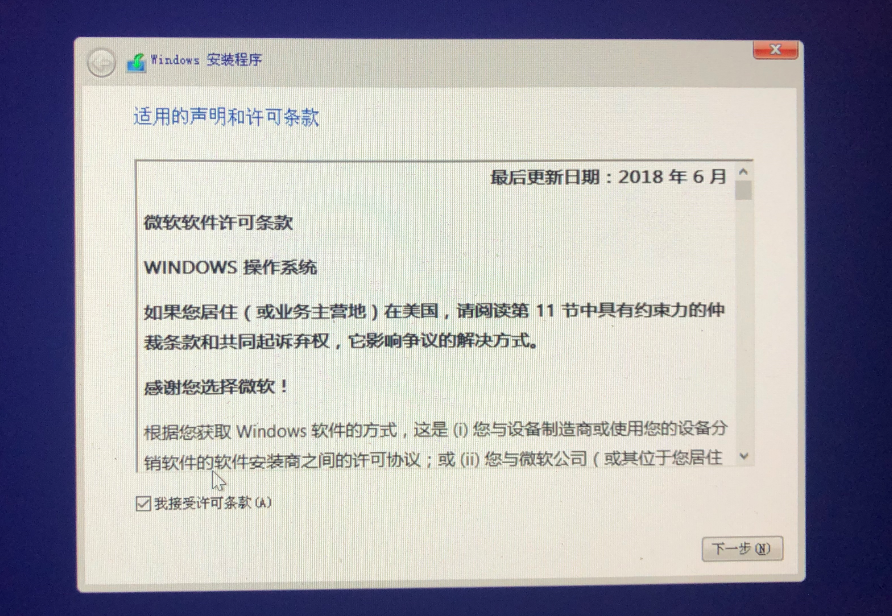 Windows 安装程序
适用的声明和许可条款
最后更新日期：2018 年 6 月
微软软件许可条款
WINDOWS 操作系统
如果您居住（或业务主营地）在美国，请阅读第 11 节中具有约束力的仲
裁条款和共同起诉弃权，它影响争议的解决方式。
感谢您选择微软！
根据您获取 Windows 软件的方式，这是 (i) 您与设备制造商或使用您的设备分
销软件的软件安装商之间的许可协议；或 (ii) 您与微软公司（或其位于您居住
我接受许可条款(A)
下一步(N)